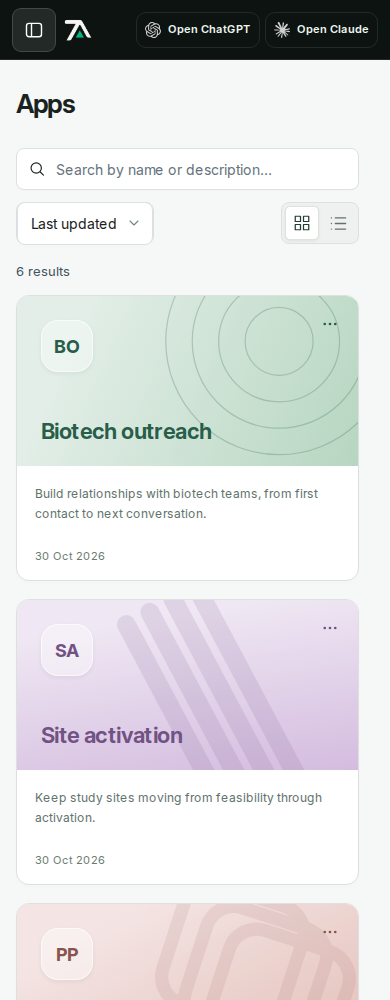 Open ChatGPT
Open Claude
Apps
Search by name or description...
Last updated
6 results
BO
Biotech outreach
Build relationships with biotech teams, from first
contact to next conversation.
30 Oct 2026
SA
Site activation
Keep study sites moving from feasibility through
activation.
30 Oct 2026
PP